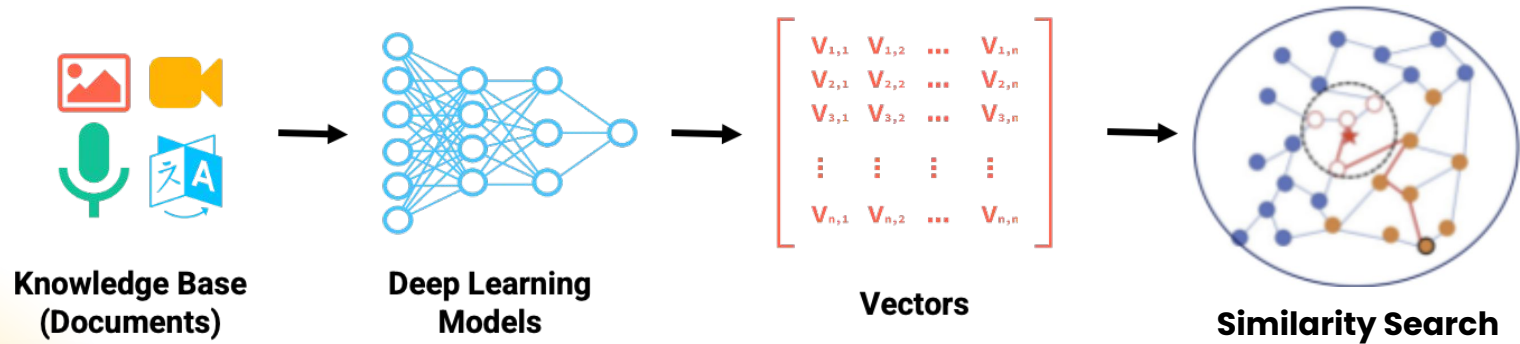 文 A
V1,1 V1,2 ... V1,n
V2,1 V2,2 ... V2,n
V3,1 V3,2 ... V3,n
⋮ ⋮ ⋮ ⋮
Vn,1 Vn,2 ... Vn,n
Knowledge Base
(Documents)
Deep Learning
Models
Vectors
Similarity Search